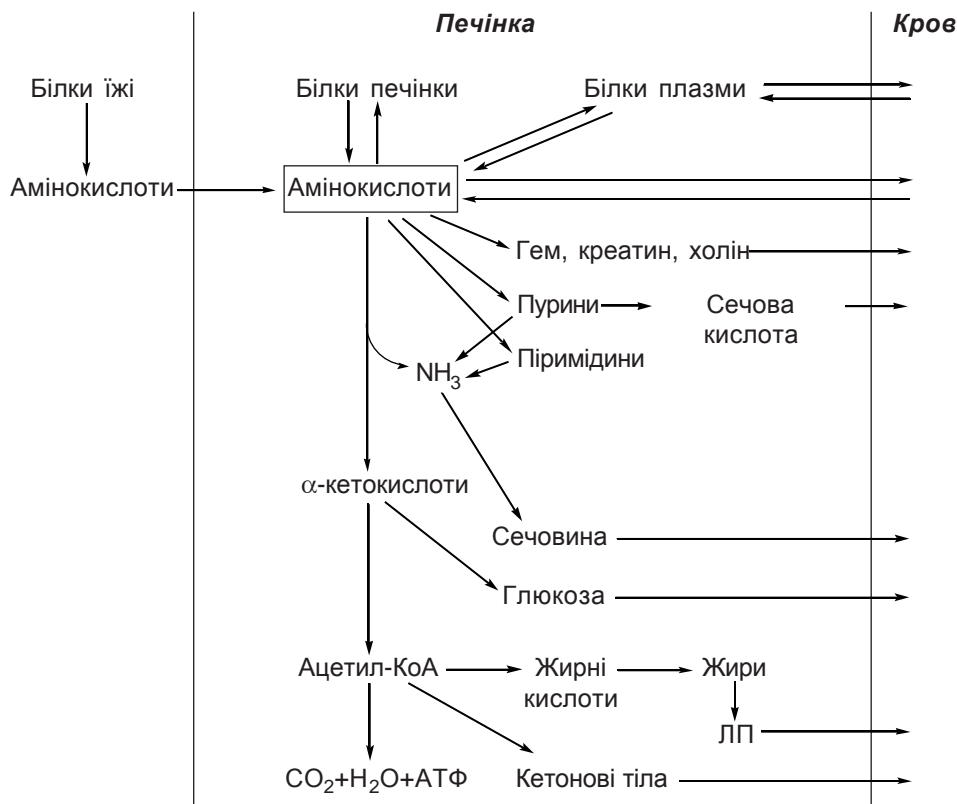 Печінка
Кров
Білки їжі
Білки печінки
Білки плазми
Амінокислоти
Амінокислоти
Гем, креатин, холін
Пурини
Сечова
кислота
Піримідини
NH3
α-кетокислоти
Сечовина
Глюкоза
Ацетил-КоА
Жирні
кислоти
Жири
ЛП
CO2+H2O+АТФ
Кетонові тіла